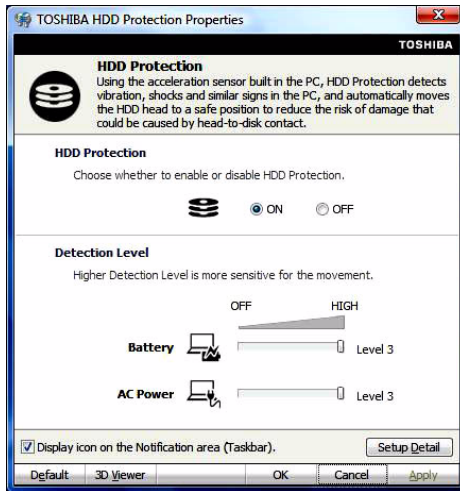 TOSHIBA HDD Protection Properties
TOSHIBA
HDD Protection
Using the acceleration sensor built in the PC, HDD Protection detects
vibration, shocks and similar signs in the PC, and automatically moves
the HDD head to a safe position to reduce the risk of damage that
could be caused by head-to-disk contact.
HDD Protection
Choose whether to enable or disable HDD Protection.
ON OFF
Detection Level
Higher Detection Level is more sensitive for the movement.
OFF HIGH
Battery Level 3
AC Power Level 3
Display icon on the Notification area (Taskbar). Setup Detail
Default 3D Viewer OK Cancel Apply